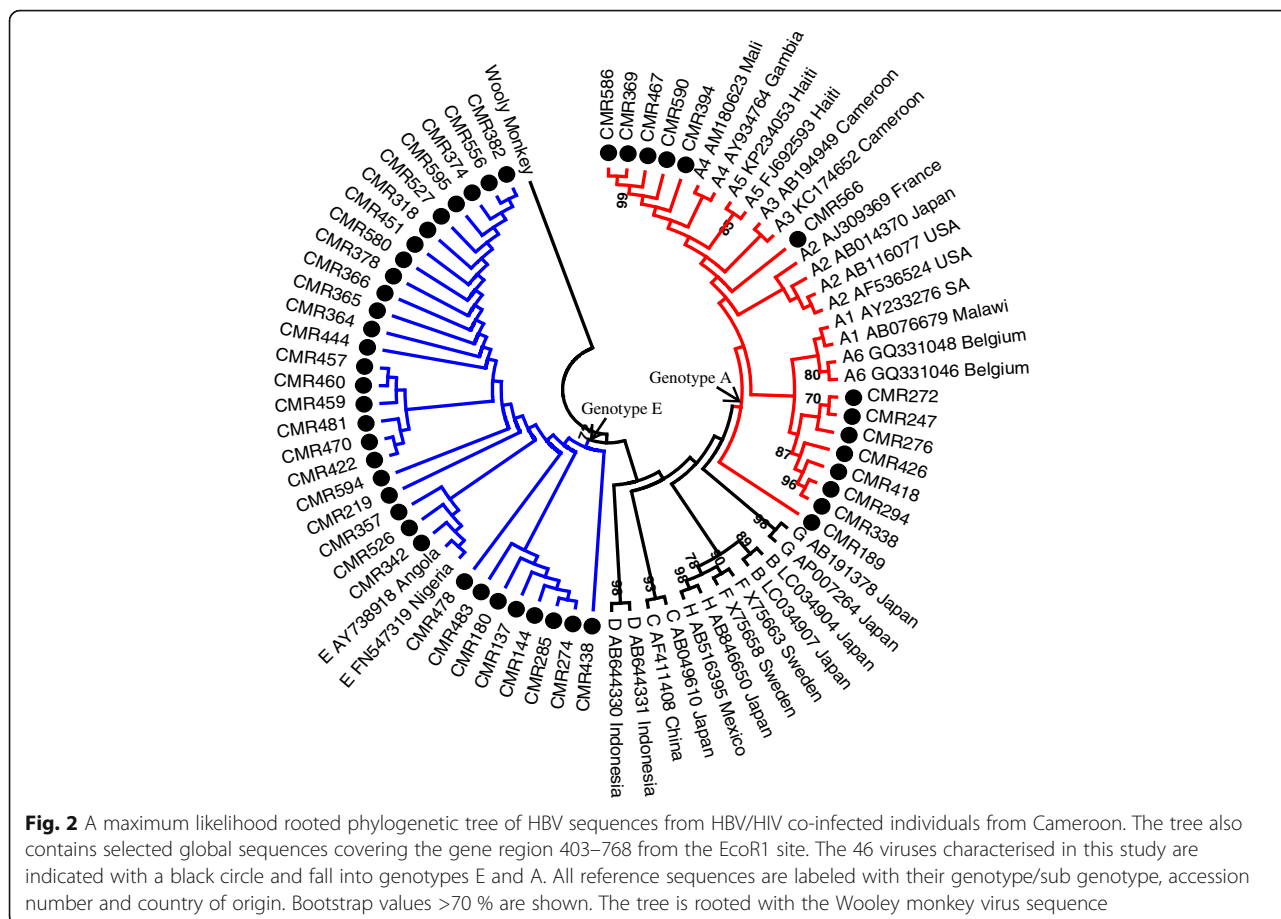 Wooly Monkey
CMR382
CMR556
CMR374
CMR595
CMR527
CMR318
CMR451
CMR580
CMR378
CMR366
CMR365
CMR364
CMR444
CMR457
CMR460
CMR459
CMR481
CMR470
CMR422
CMR594
CMR219
CMR357
CMR526
CMR342
E AY738918 Angola
E FN547319 Nigeria
CMR478
CMR483
CMR180
CMR137
CMR144
CMR285
CMR274
CMR438
D AB644330 Indonesia
D AB644331 Indonesia
C AF411408 China
C AB049610 Japan
H AB516395 Mexico
H AB846650 Japan
F X75658 Sweden
F X75663 Sweden
B LC034907 Japan
B LC034904 Japan
G AP007264 Japan
G AB191378 Japan
CMR189
CMR338
CMR294
CMR418
CMR426
CMR276
CMR247
CMR272
A6 GQ331046 Belgium
A6 GQ331048 Belgium
A1 AB076679 Malawi
A1 AY233276 SA
A2 AF536524 USA
A2 AB116077 USA
A2 AB014370 Japan
A2 AJ309369 France
CMR566
A3 KC174652 Cameroon
A3 AB194949 Cameroon
A5 FJ692593 Haiti
A5 KP234053 Haiti
A4 AY934764 Gambia
A4 AM180623 Mali
CMR394
CMR590
CMR467
CMR369
CMR586
99
83
80
70
87
96
98
89
90
78
98
93
98
Genotype A
Genotype E
Fig. 2 A maximum likelihood rooted phylogenetic tree of HBV sequences from HBV/HIV co-infected individuals from Cameroon. The tree also
contains selected global sequences covering the gene region 403–768 from the EcoR1 site. The 46 viruses characterised in this study are
indicated with a black circle and fall into genotypes E and A. All reference sequences are labeled with their genotype/sub genotype, accession
number and country of origin. Bootstrap values >70 % are shown. The tree is rooted with the Wooley monkey virus sequence